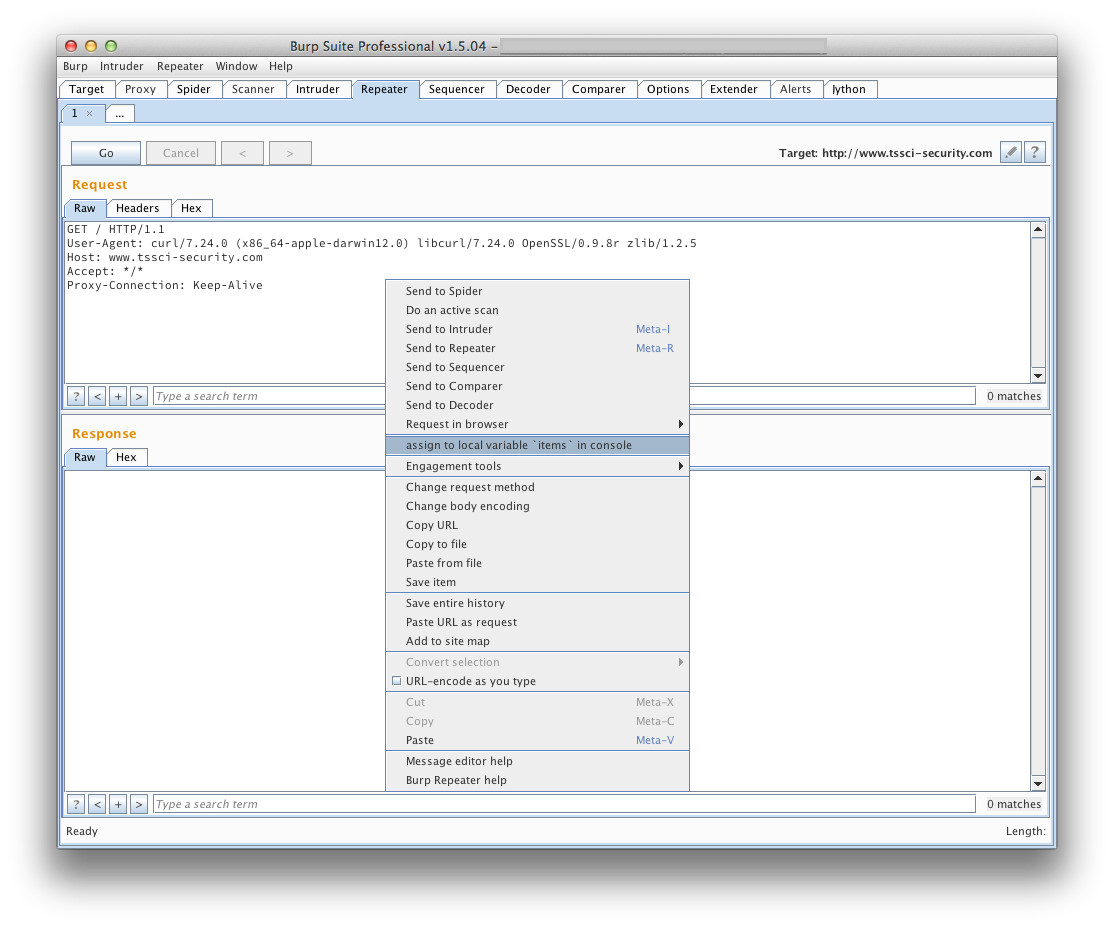 Burp Suite Professional v1.5.04 –
Burp Intruder Repeater Window Help
Target Proxy Spider Scanner Intruder Repeater Sequencer Decoder Comparer Options Extender Alerts Jython
1 × ...
Go Cancel < > Target: http://www.tssci-security.com ?
Request
Raw Headers Hex
GET / HTTP/1.1
User-Agent: curl/7.24.0 (x86_64-apple-darwin12.0) libcurl/7.24.0 OpenSSL/0.9.8r zlib/1.2.5
Host: www.tssci-security.com
Accept: */*
Proxy-Connection: Keep-Alive
Send to Spider
Do an active scan
Send to Intruder Meta-I
Send to Repeater Meta-R
Send to Sequencer
Send to Comparer
Send to Decoder
Request in browser
assign to local variable `items` in console
Engagement tools
Change request method
Change body encoding
Copy URL
Copy to file
Paste from file
Save item
Save entire history
Paste URL as request
Add to site map
Convert selection
URL-encode as you type
Cut Meta-X
Copy Meta-C
Paste Meta-V
Message editor help
Burp Repeater help
? < + > Type a search term 0 matches
Response
Raw Hex
? < + > Type a search term 0 matches
Ready Length: